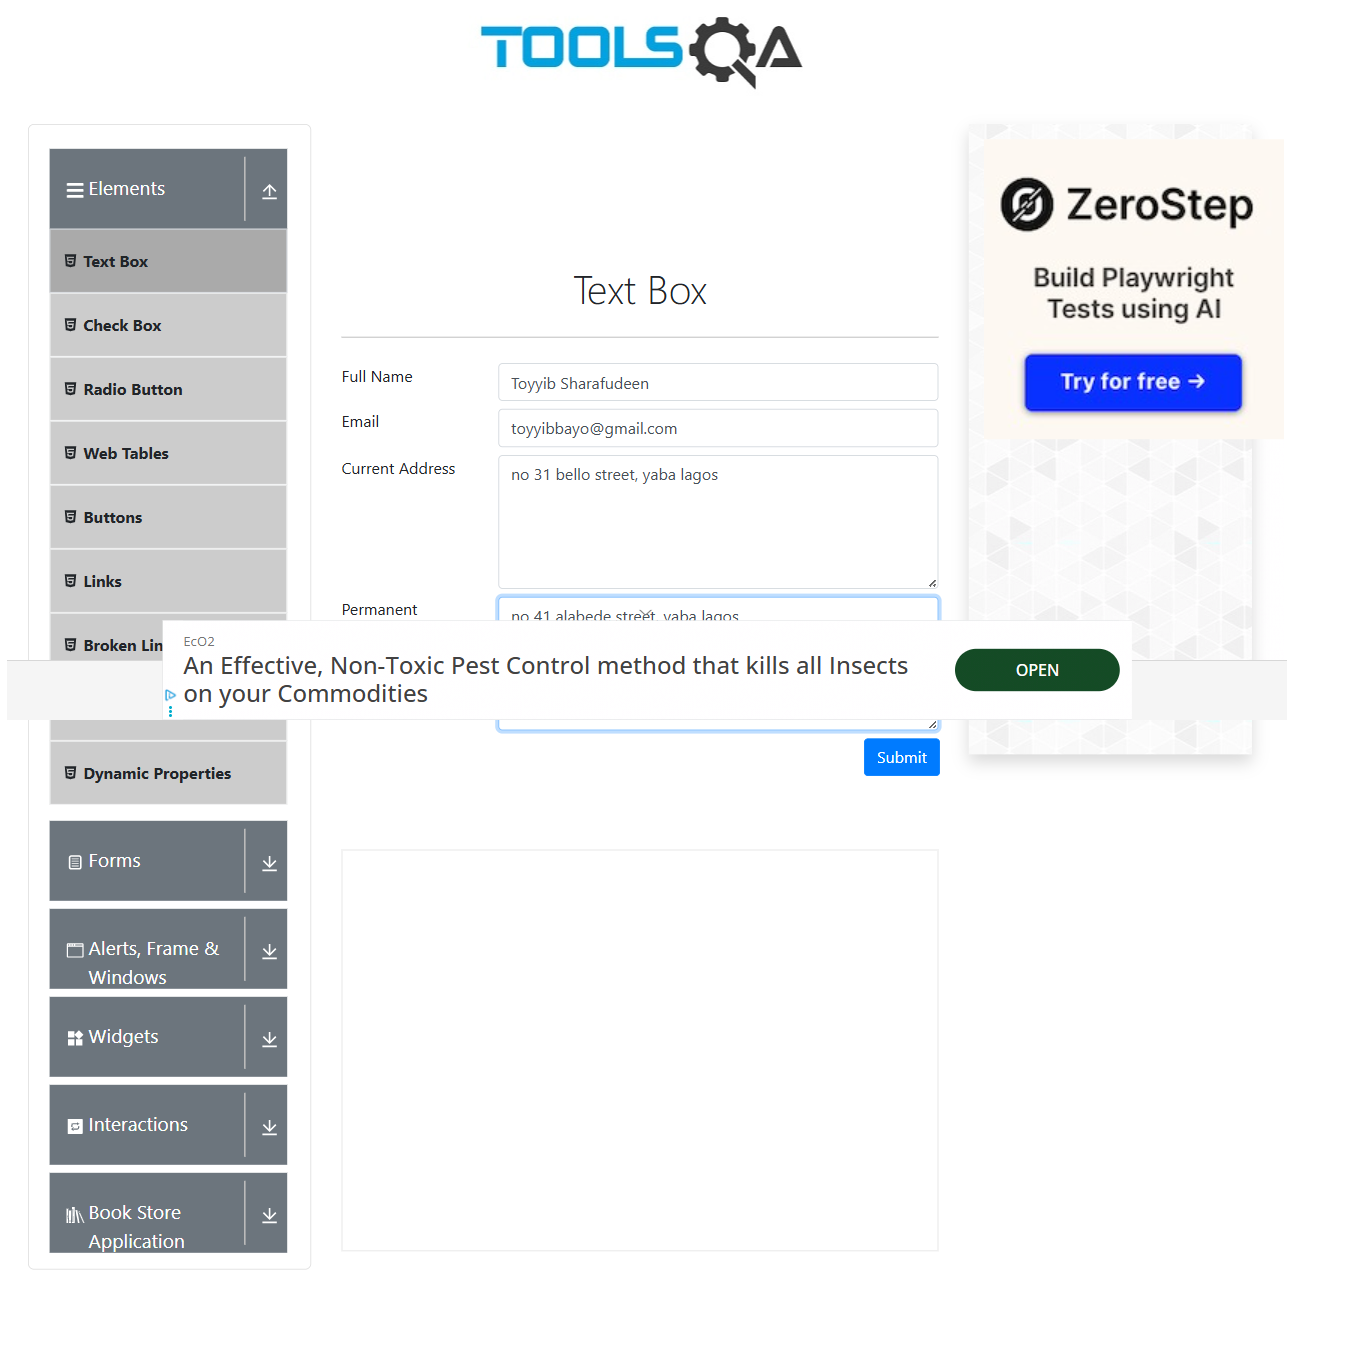 TOOLSQA
Elements
Text Box
Check Box
Radio Button
Web Tables
Buttons
Links
Broken Lin
Dynamic Properties
Forms
Alerts, Frame &
Windows
Widgets
Interactions
Book Store
Application
Text Box
Full Name
Toyyib Sharafudeen
Email
toyyibbayo@gmail.com
Current Address
no 31 bello street, yaba lagos
Permanent
no 41 alabede street, yaba lagos
EcO2
An Effective, Non-Toxic Pest Control method that kills all Insects
on your Commodities
OPEN
Submit
ZeroStep
Build Playwright
Tests using AI
Try for free →